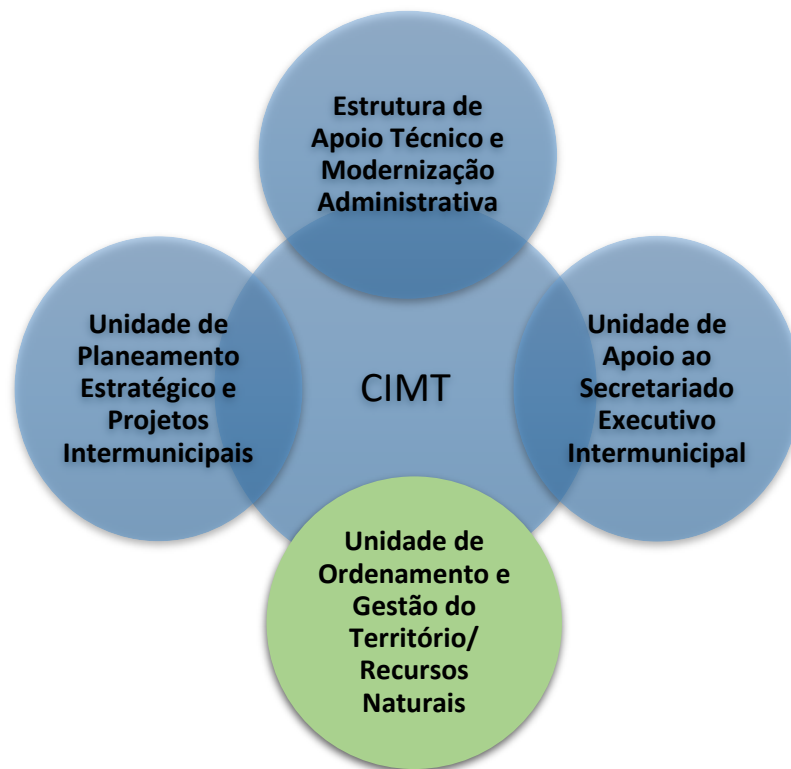 Estrutura de
Apoio Técnico e
Modernização
Administrativa
Unidade de
Planeamento
Estratégico e
Projetos
Intermunicipais
CIMT
Unidade de
Apoio ao
Secretariado
Executivo
Intermunicipal
Unidade de
Ordenamento e
Gestão do
Território/
Recursos
Naturais